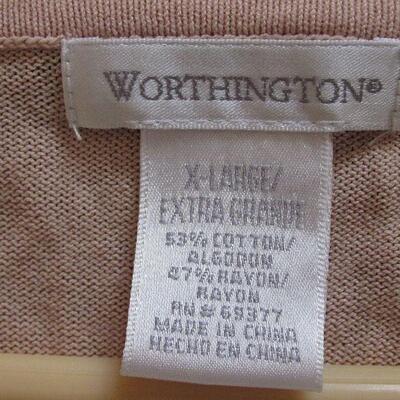 WORTHINGTON®
X-LARGE/
EXTRA GRANDE
53% COTTON/
ALGODON
47% RAYON/
RAYON
RN# 69377
MADE IN CHINA
HECHO EN CHINA